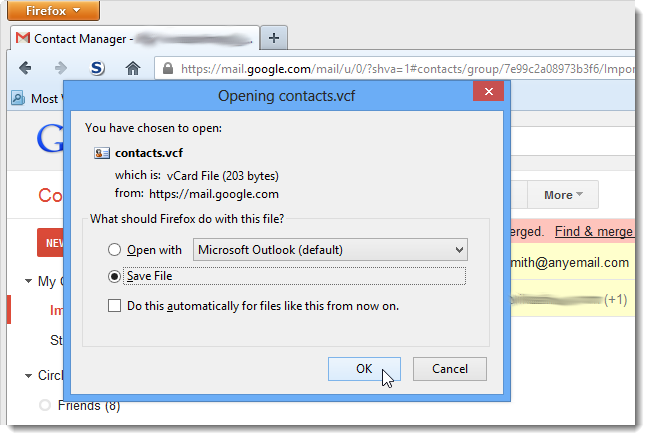 Firefox
Contact Manager -
https://mail.google.com/mail/u/0/?shva=1#contacts/group/7e99c2a08973b3f6/Impor
Most
Opening contacts.vcf
You have chosen to open:
contacts.vcf
which is: vCard File (203 bytes)
from: https://mail.google.com
What should Firefox do with this file?
Open with Microsoft Outlook (default)
Save File
Do this automatically for files like this from now on.
OK Cancel
G
Co
More
NEW
erged. Find & merge
mith@anyemail.com
(+1)
My C
Im
St
Circl
Friends (8)